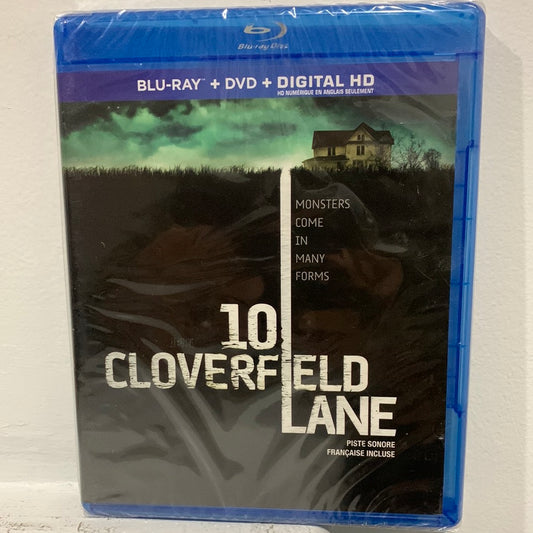 Blu-ray Disc
BLU-RAY™ + DVD + DIGITAL HD
HD NUMÉRIQUE EN ANGLAIS SEULEMENT
MONSTERS
COME
IN
MANY
FORMS
10
CLOVERFIELD
LANE
PISTE SONORE
FRANÇAISE INCLUSE